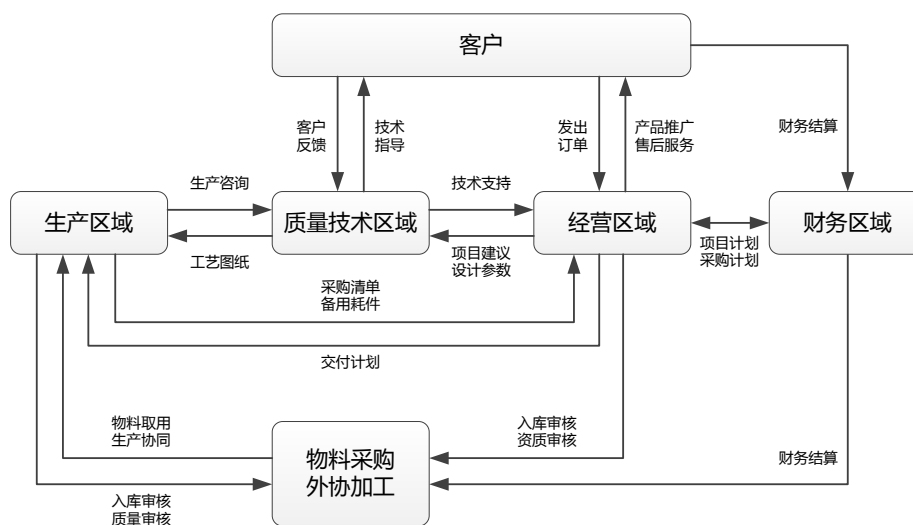 客户
客户
反馈
技术
指导
发出
订单
产品推广
售后服务
财务结算
生产咨询
技术支持
生产区域
质量技术区域
经营区域
财务区域
工艺图纸
项目建议
设计参数
项目计划
采购计划
采购清单
备用耗件
交付计划
物料取用
生产协同
入库审核
资质审核
物料采购
外协加工
财务结算
入库审核
质量审核